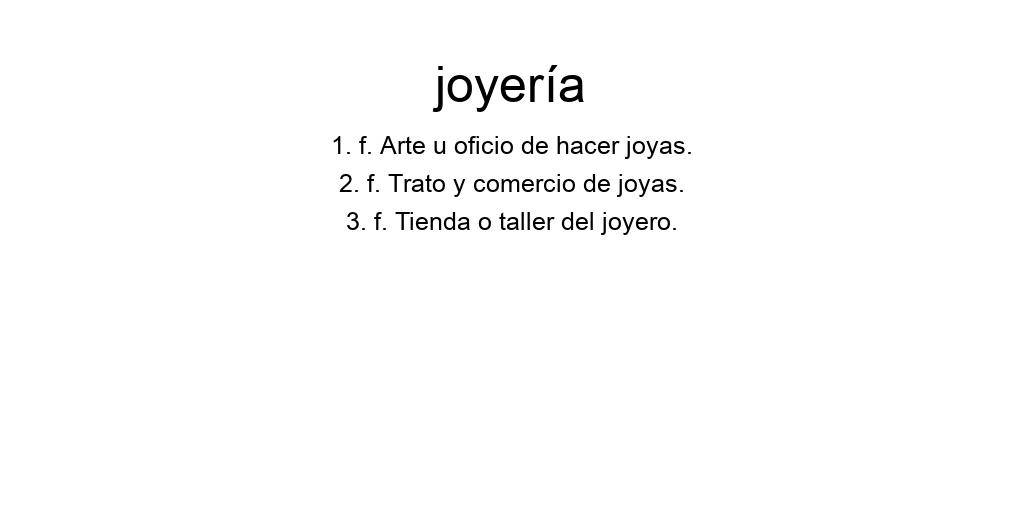 joyería
1. f. Arte u oficio de hacer joyas.
2. f. Trato y comercio de joyas.
3. f. Tienda o taller del joyero.